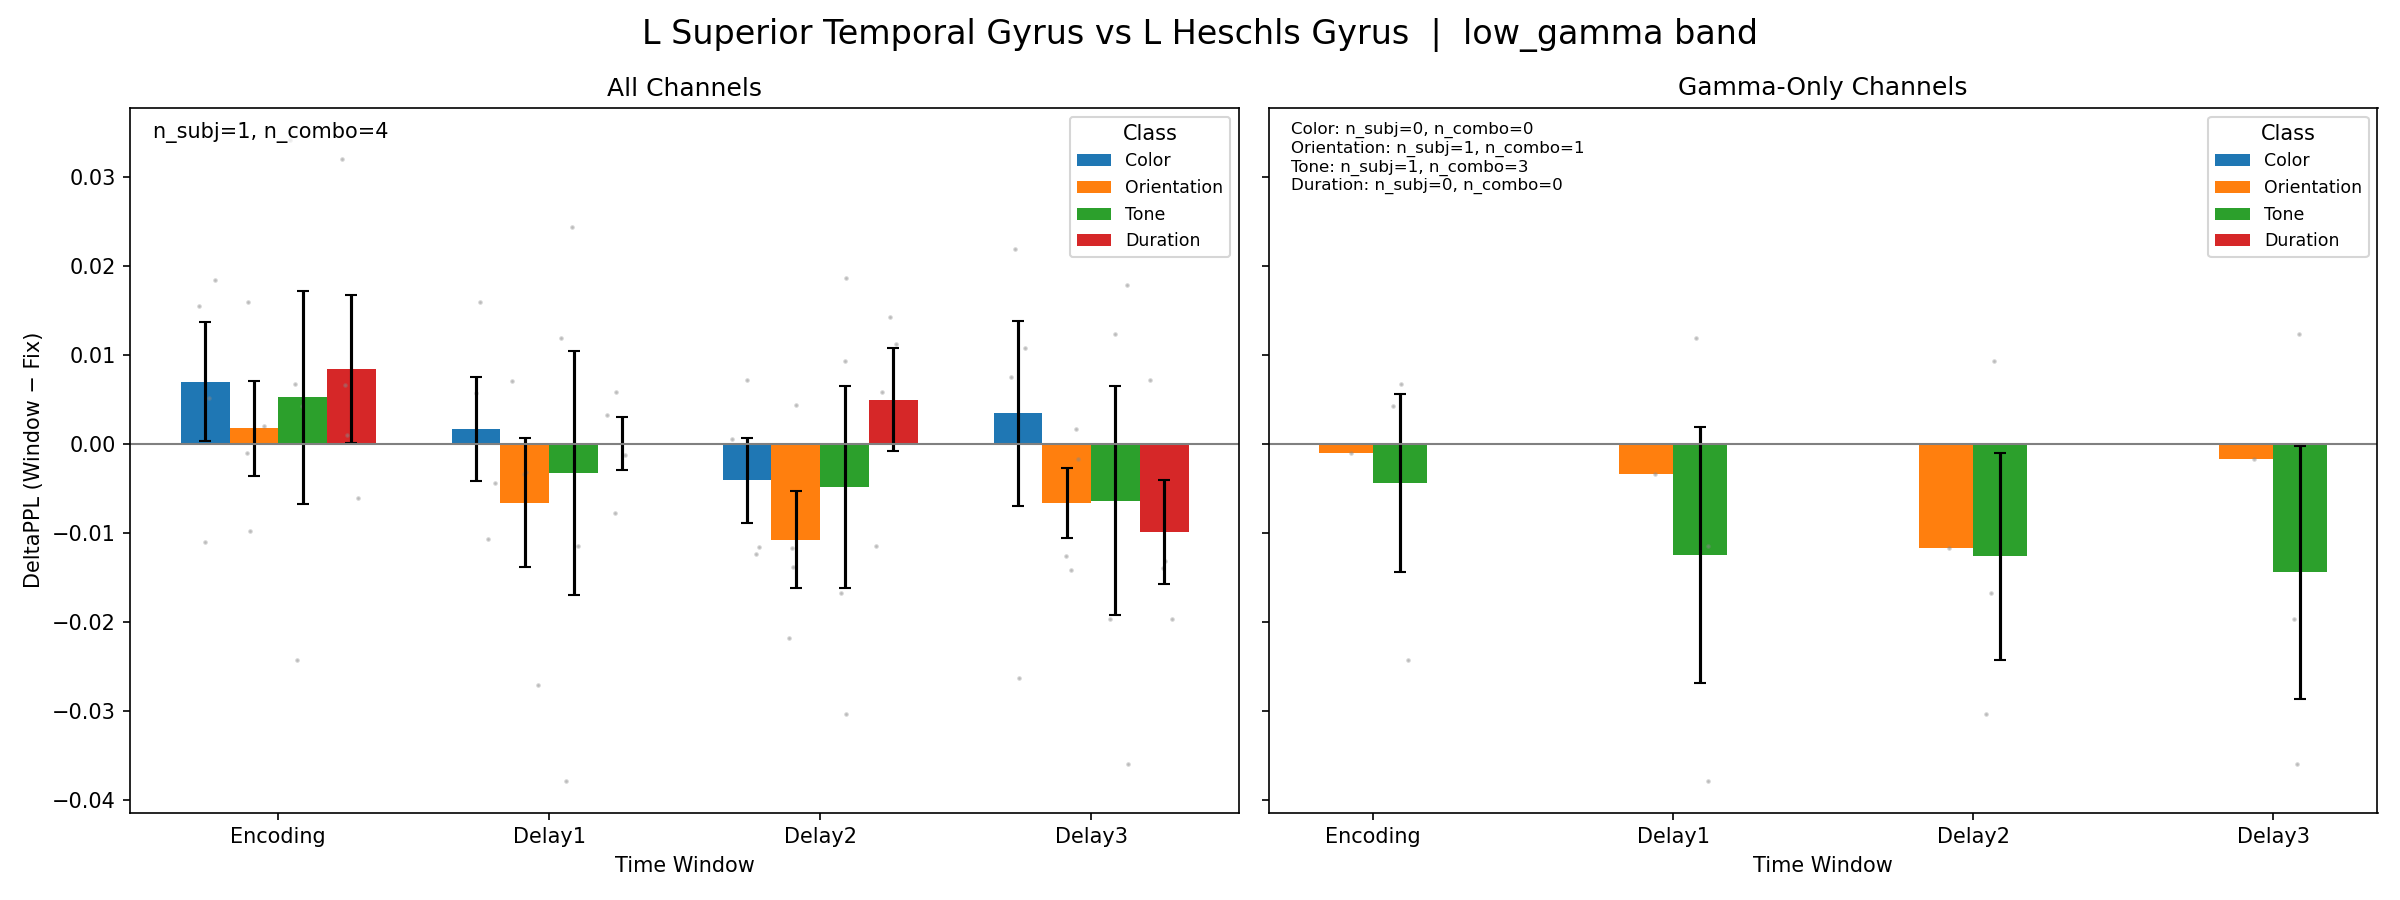 L Superior Temporal Gyrus vs L Heschls Gyrus  |  low_gamma band
All Channels
n_subj=1, n_combo=4
Class
Color
Orientation
Tone
Duration
DeltaPPL (Window − Fix)
0.03
0.02
0.01
0.00
−0.01
−0.02
−0.03
−0.04
Encoding
Delay1
Delay2
Delay3
Time Window
Gamma-Only Channels
Color: n_subj=0, n_combo=0
Orientation: n_subj=1, n_combo=1
Tone: n_subj=1, n_combo=3
Duration: n_subj=0, n_combo=0
Class
Color
Orientation
Tone
Duration
Encoding
Delay1
Delay2
Delay3
Time Window